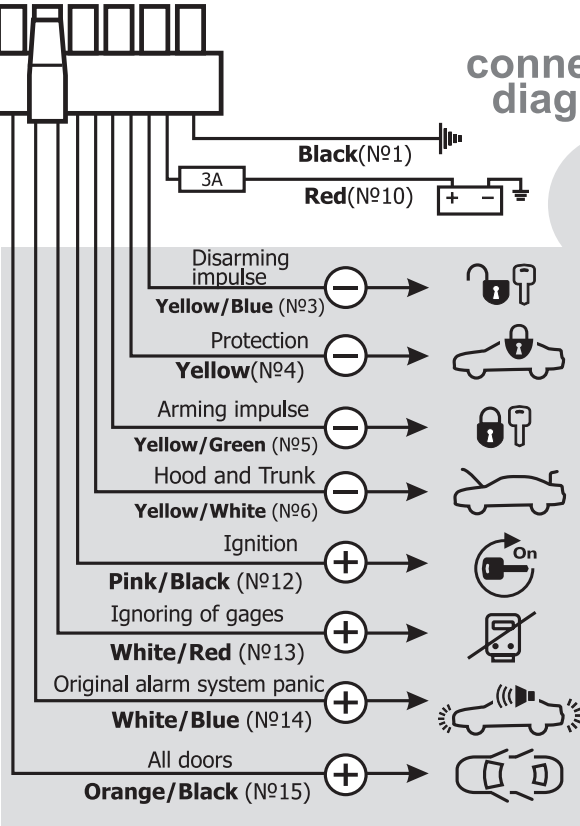 conne
diag
Black(№1)
3A
Red(№10)
+ −
Disarming
impulse
Yellow/Blue (№3)
−
Protection
Yellow(№4)
−
Arming impulse
Yellow/Green (№5)
−
Hood and Trunk
Yellow/White (№6)
−
Ignition
Pink/Black (№12)
+
On
Ignoring of gages
White/Red (№13)
+
Original alarm system panic
White/Blue (№14)
+
All doors
Orange/Black (№15)
+